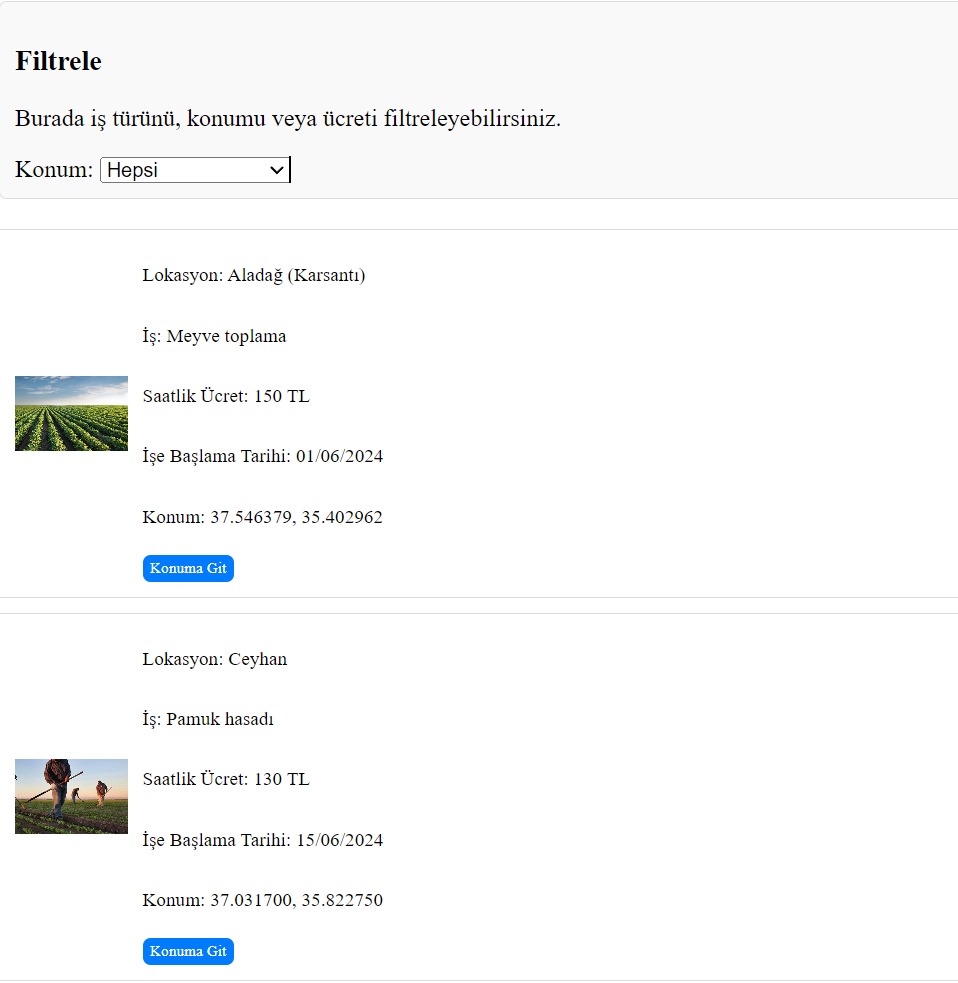 Filtrele
Burada iş türünü, konumu veya ücreti filtreleyebilirsiniz.
Konum: Hepsi
Lokasyon: Aladağ (Karsantı)
İş: Meyve toplama
Saatlik Ücret: 150 TL
İşe Başlama Tarihi: 01/06/2024
Konum: 37.546379, 35.402962
Konuma Git
Lokasyon: Ceyhan
İş: Pamuk hasadı
Saatlik Ücret: 130 TL
İşe Başlama Tarihi: 15/06/2024
Konum: 37.031700, 35.822750
Konuma Git